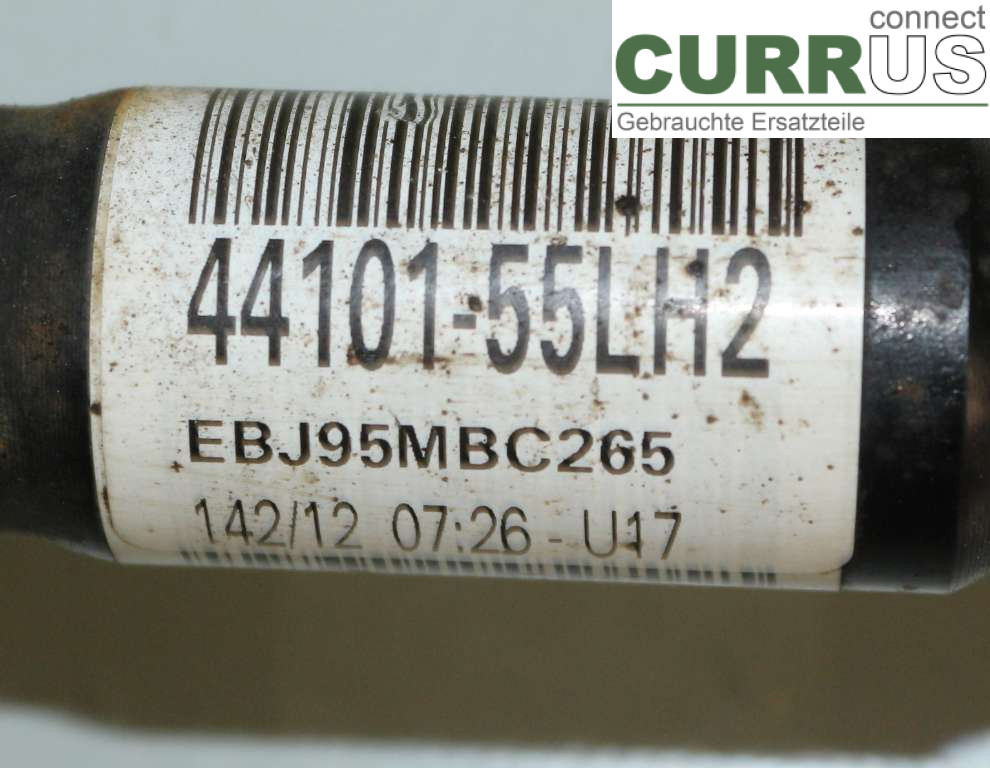 connect
CURRUS
Gebrauchte Ersatzteile
44101-55LH2
EBJ95MBC265
142/12 07:26 - U17